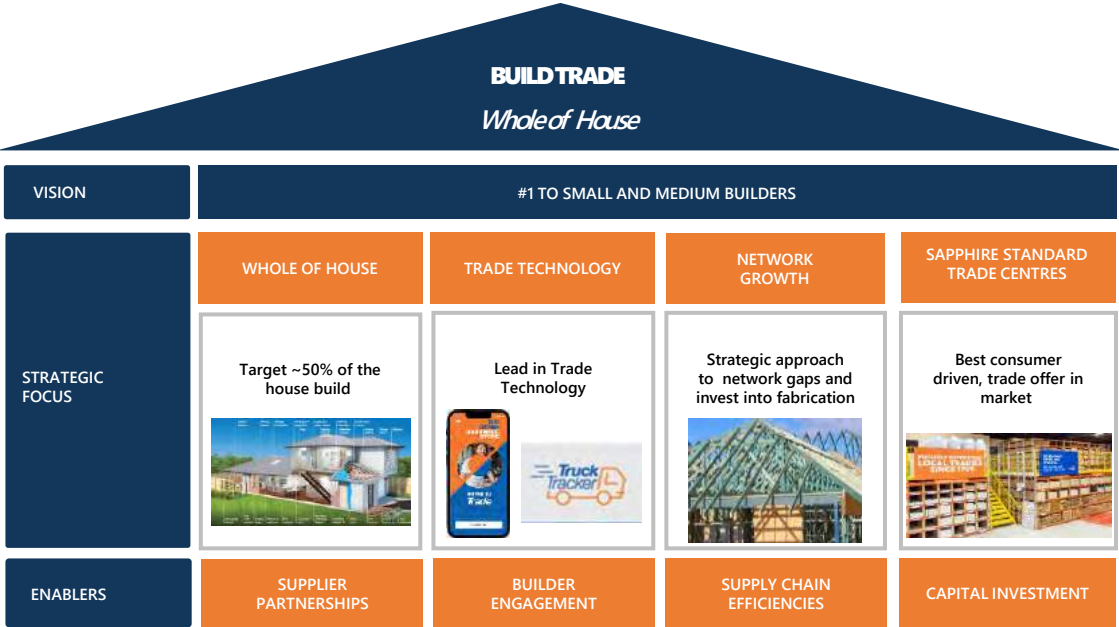 BUILD TRADE
Whole of House
VISION
#1 TO SMALL AND MEDIUM BUILDERS
STRATEGIC
FOCUS
WHOLE OF HOUSE
TRADE TECHNOLOGY
NETWORK
GROWTH
SAPPHIRE STANDARD
TRADE CENTRES
Target ~50% of the
house build
Lead in Trade
Technology
Truck
Tracker
Trade
Strategic approach
to network gaps and
invest into fabrication
Best consumer
driven, trade offer in
market
LOCAL TRADIES
ENABLERS
SUPPLIER
PARTNERSHIPS
BUILDER
ENGAGEMENT
SUPPLY CHAIN
EFFICIENCIES
CAPITAL INVESTMENT